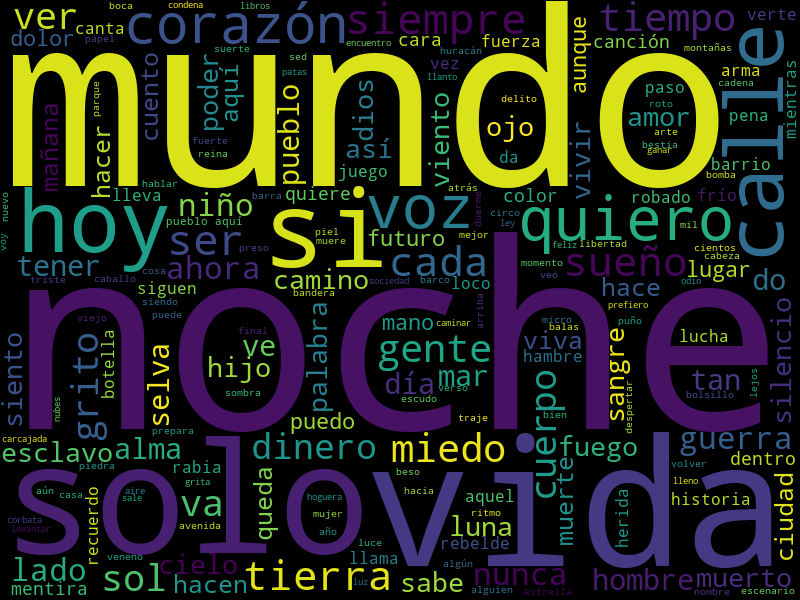 boca condena libros
ver canta corazón siempre tiempo verte
papel suerte
dolor encuentro huracán cara fuerza canción montañas
mundo
parque cuento sed vez aunque calle
patas llanto arma cadena mientras
mañana hacer poder aquí pueblo dios viento delito paso roto
fuerte así ojo amor pena arte
reina juego da vivir bestia ganar barrio
hablar bomba
nuevo lleva niño barra quiere atrás duerme color robado frío
hoy pueblo aquí si voz circo quiero mil
voy ser piel muere futuro mejor ley feliz libertad cientos
tener ahora preso camino cada loco momento sueño lugar cabeza do
triste caballo cosa siguen bandera sociedad barco veo hace odio
siendo noche arriba prefiero
viejo puede palabra mano caminar micro balas puño
siento grito botella selva final ve gente verso viva hambre lucha silencio
nubes hijo sombra día mar escudo sangre tan lejos
traje cuerpo despertar bolsillo
carcajada prepara puedo bien
esclavo alma dinero miedo fuego guerra
piedra rabia beso hacia volver dentro
aún casa grita queda vida lleno
recuerdo sale aire va hoguera aquel muerte herida historia ciudad
corbata solo avenida mujer ritmo
levantar año luna rebelde
veneno luce
lado cielo llama algún
mentira sol hacen tierra luz sabe nunca hombre muerto
alguien estrella nombre escenario